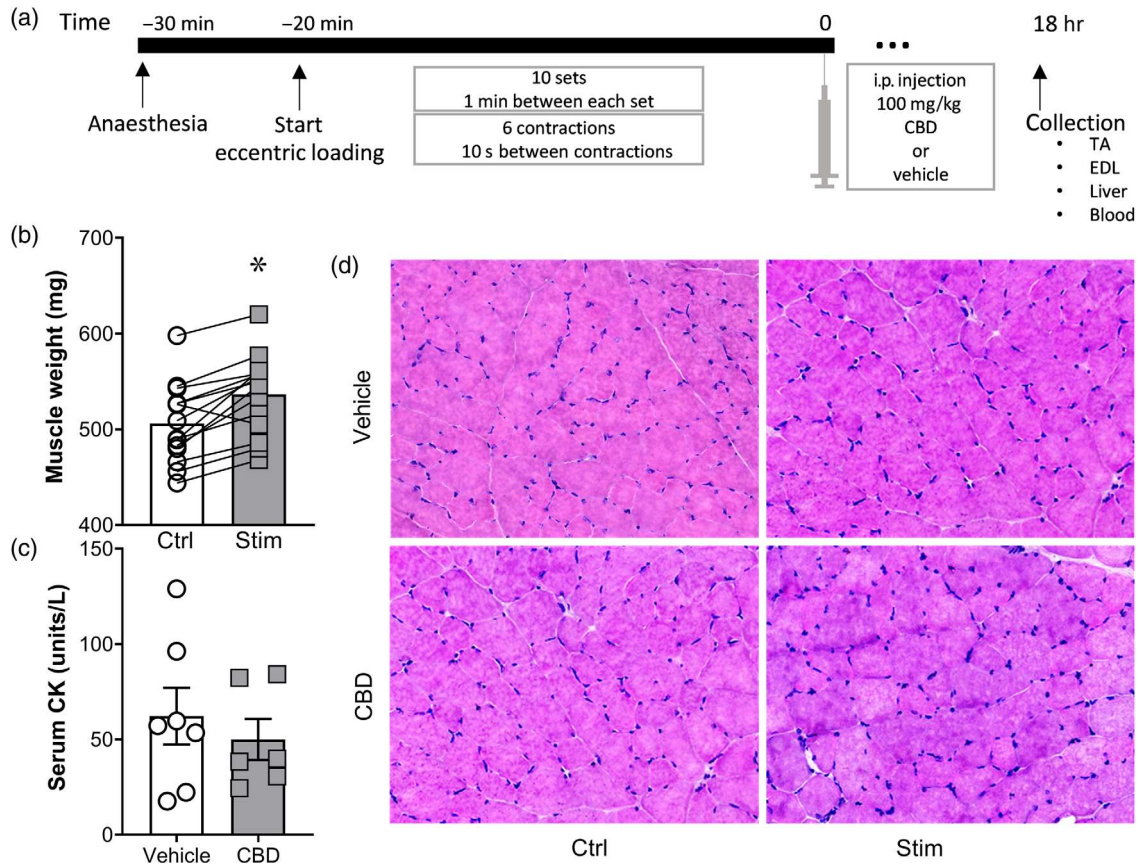 (a)
Time
−30 min
−20 min
0
18 hr
Anaesthesia
Start
eccentric loading
10 sets
1 min between each set
6 contractions
10 s between contractions
i.p. injection
100 mg/kg
CBD
or
vehicle
Collection
• TA
• EDL
• Liver
• Blood
(b)
Muscle weight (mg)
700
600
500
400
*
Ctrl
Stim
(c)
Serum CK (units/L)
150
100
50
0
Vehicle
CBD
(d)
Vehicle
CBD
Ctrl
Stim